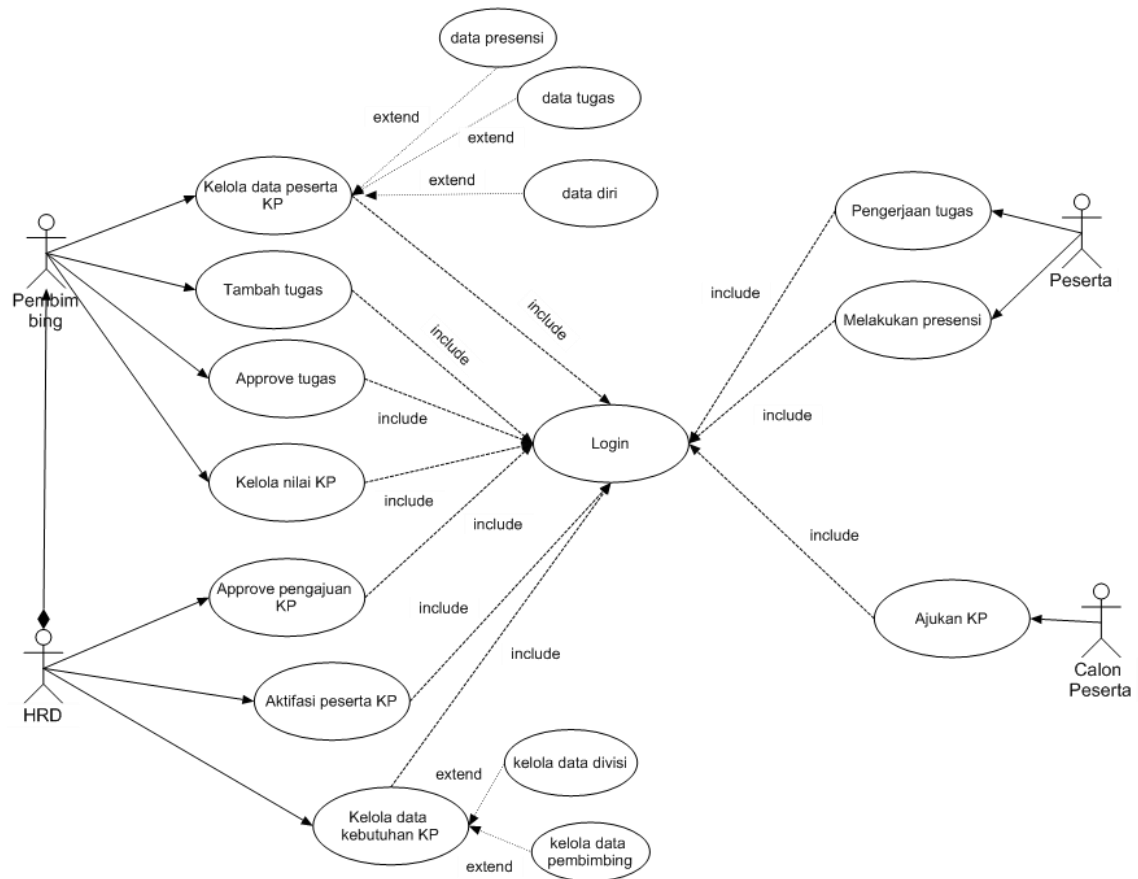 data presensi
data tugas
extend
extend
extend
data diri
Kelola data peserta
KP
Pengerjaan tugas
Pembim
bing
Peserta
Tambah tugas
include
include
include
Melakukan presensi
Approve tugas
include
include
Login
Kelola nilai KP
include
include
include
Approve pengajuan
KP
include
Ajukan KP
include
Calon
Peserta
HRD
Aktifasi peserta KP
kelola data divisi
extend
Kelola data
kebutuhan KP
kelola data
pembimbing
extend